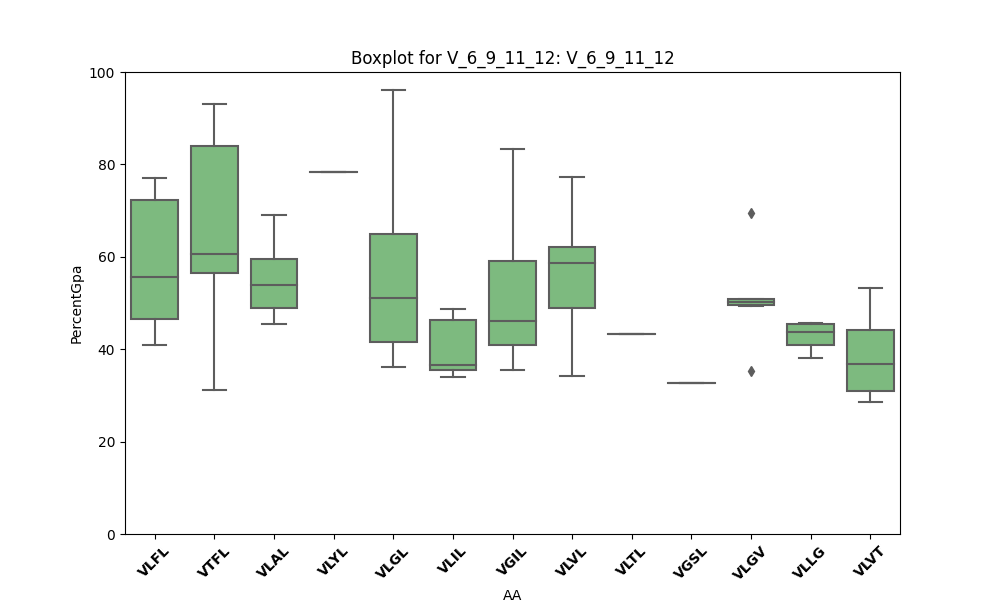 Boxplot for V_6_9_11_12: V_6_9_11_12
100
80
60
40
20
0
PercentGpa
VLFL
VTFL
VLAL
VLYL
VLGL
VLIL
VGIL
VLVL
VLTL
VGSL
VLGV
VLLG
VLVT
AA